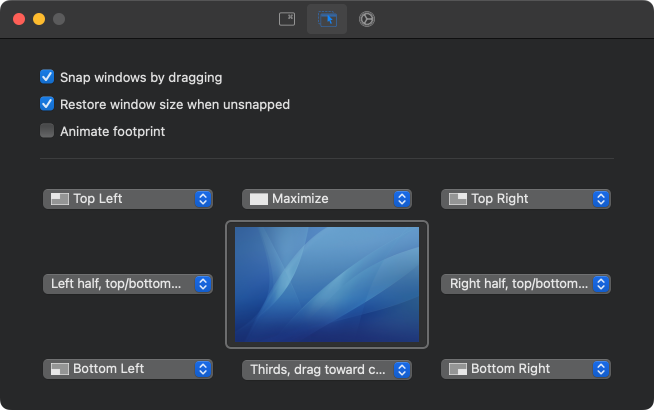 Snap windows by dragging
Restore window size when unsnapped
Animate footprint
Top Left
Maximize
Top Right
Left half, top/bottom...
Right half, top/bottom...
Bottom Left
Thirds, drag toward c...
Bottom Right